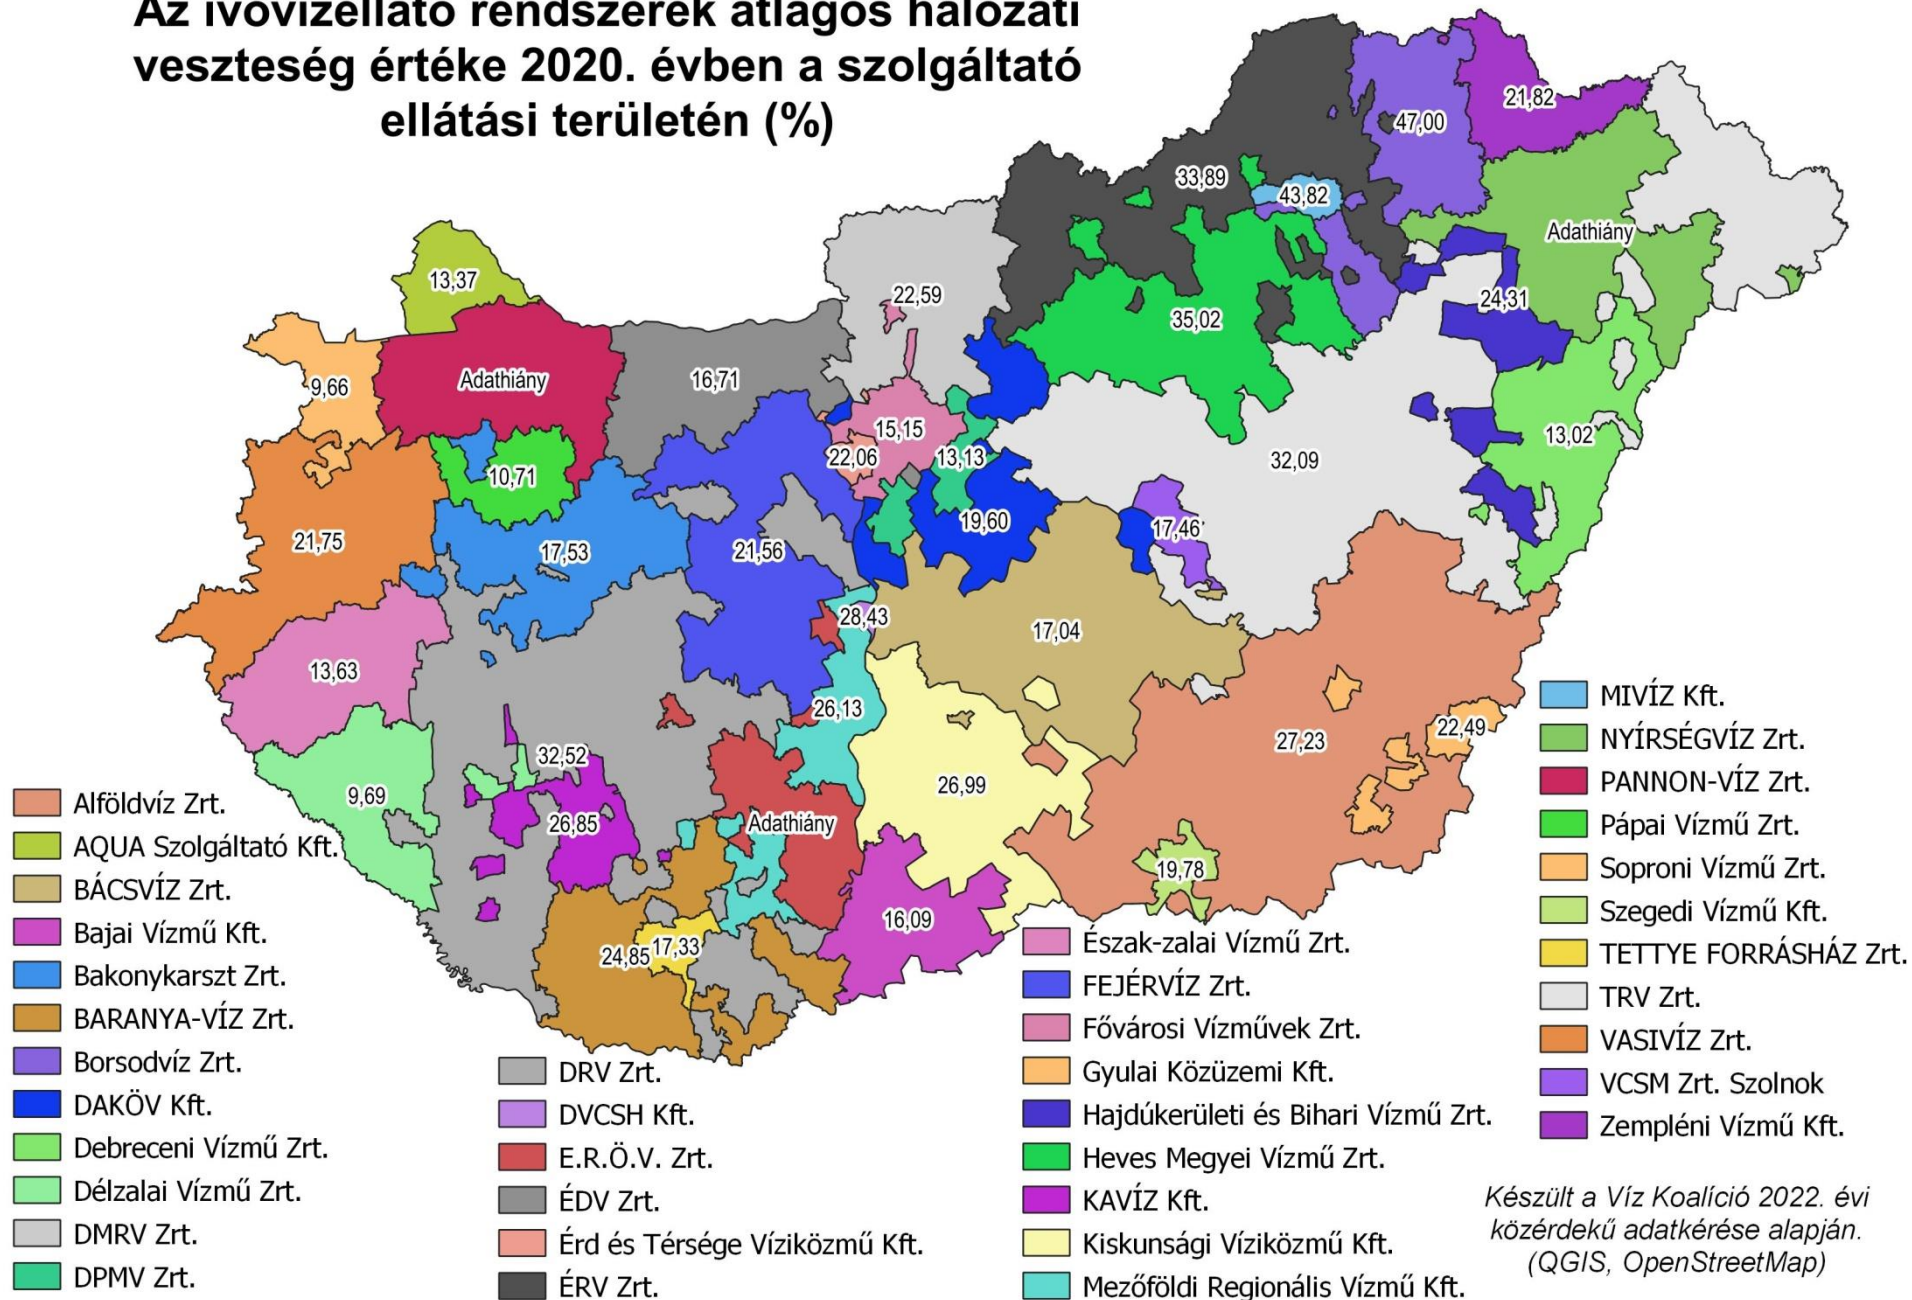 Az ivóvízellátó rendszerek átlagos hálózati
veszteség értéke 2020. évben a szolgáltató
ellátási területén (%)
21,82
47,00
33,89
43,82
Adathiány
13,37
22,59
24,31
35,02
9,66
Adathiány
16,71
15,15
22,06
13,13
13,02
32,09
10,71
21,75
17,53
21,56
19,60
17,46
28,43
17,04
13,63
26,13
27,23
22,49
32,52
26,99
9,69
26,85
Adathiány
19,78
16,09
24,85
17,33
Alföldvíz Zrt.
AQUA Szolgáltató Kft.
BÁCSVÍZ Zrt.
Bajai Vízmű Kft.
Bakonykarszt Zrt.
BARANYA-VÍZ Zrt.
Borsodvíz Zrt.
DAKÖV Kft.
Debreceni Vízmű Zrt.
Délzalai Vízmű Zrt.
DMRV Zrt.
DPMV Zrt.
DRV Zrt.
DVCSH Kft.
E.R.Ö.V. Zrt.
ÉDV Zrt.
Érd és Térsége Víziközmű Kft.
ÉRV Zrt.
Észak-zalai Vízmű Zrt.
FEJÉRVÍZ Zrt.
Fővárosi Vízművek Zrt.
Gyulai Közüzemi Kft.
Hajdúkerületi és Bihari Vízmű Zrt.
Heves Megyei Vízmű Zrt.
KAVÍZ Kft.
Kiskunsági Víziközmű Kft.
Mezőföldi Regionális Vízmű Kft.
MIVÍZ Kft.
NYÍRSÉGVÍZ Zrt.
PANNON-VÍZ Zrt.
Pápai Vízmű Zrt.
Soproni Vízmű Zrt.
Szegedi Vízmű Kft.
TETTYE FORRÁSHÁZ Zrt.
TRV Zrt.
VASIVÍZ Zrt.
VCSM Zrt. Szolnok
Zempléni Vízmű Kft.
Készült a Víz Koalíció 2022. évi
közérdekű adatkérése alapján.
(QGIS, OpenStreetMap)